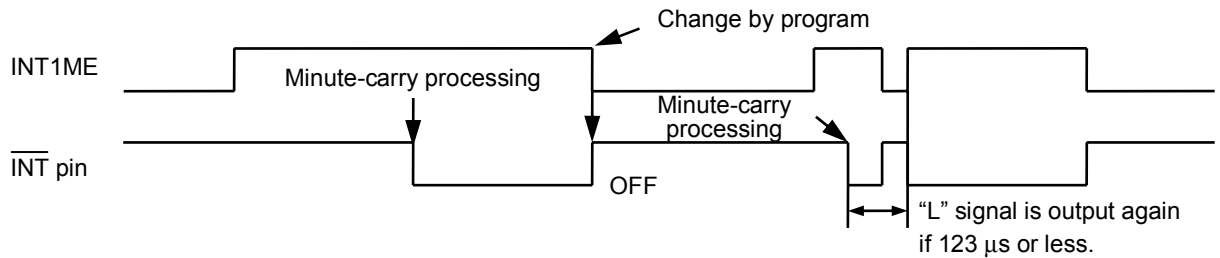 Change by program
INT1ME
Minute-carry processing
Minute-carry
processing
INT pin
OFF
“L” signal is output again
if 123 μs or less.